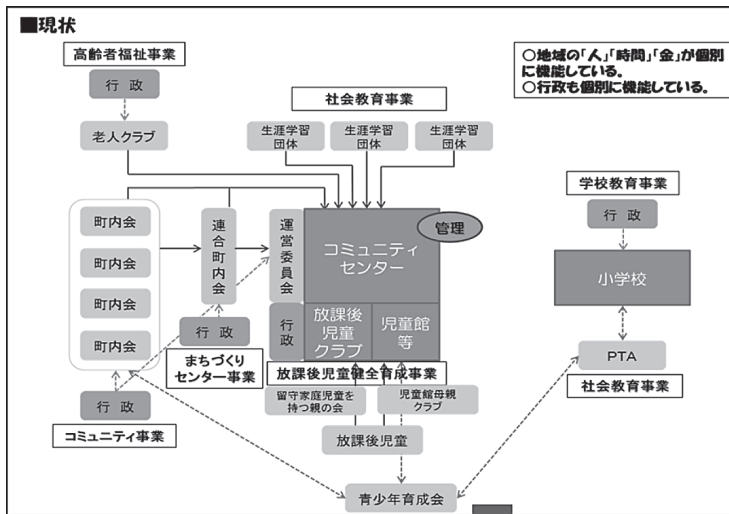 ■現状
高齢者福祉事業
行 政
老人クラブ
社会教育事業
生涯学習
団体
生涯学習
団体
生涯学習
団体
○地域の「人」「時間」「金」が個別
に機能している。
○行政も個別に機能している。
町内会
町内会
町内会
町内会
連合町内会
運営委員会
コミュニティ
センター
管理
行政
放課後
児童
クラブ
児童館
等
学校教育事業
行 政
小学校
PTA
社会教育事業
行 政
まちづくり
センター事業
放課後児童健全育成事業
行 政
コミュニティ事業
留守家庭児童を
持つ親の会
児童館母親
クラブ
放課後児童
青少年育成会